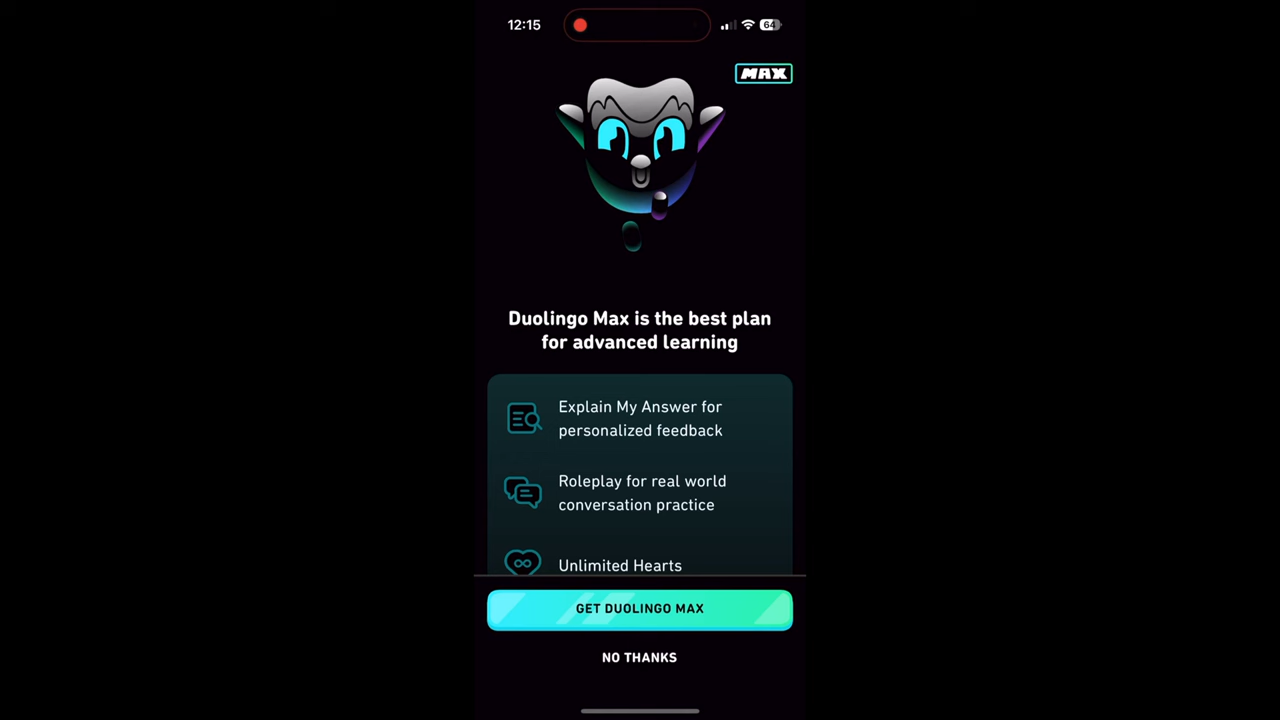 12:15
64
MAX
Duolingo Max is the best plan
for advanced learning
Explain My Answer for
personalized feedback
Roleplay for real world
conversation practice
Unlimited Hearts
GET DUOLINGO MAX
NO THANKS